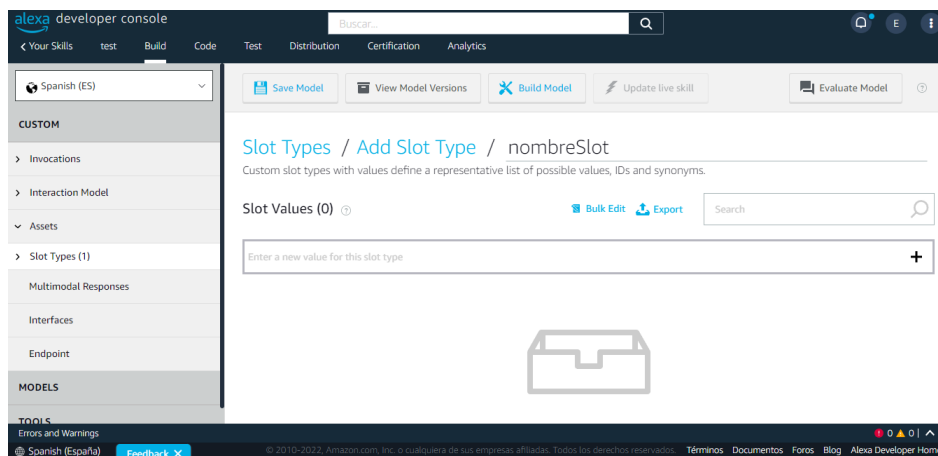 alexa developer console
Buscar...
E
Your Skills test Build Code Test Distribution Certification Analytics
Spanish (ES)
Save Model View Model Versions Build Model Update live skill Evaluate Model
CUSTOM
Invocations
Interaction Model
Assets
Slot Types (1)
Multimodal Responses
Interfaces
Endpoint
MODELS
TOOLS
Slot Types / Add Slot Type / nombreSlot
Custom slot types with values define a representative list of possible values, IDs and synonyms.
Slot Values (0) Bulk Edit Export Search
Enter a new value for this slot type
Errors and Warnings 0 0
Spanish (España) Feedback X © 2010-2022, Amazon.com, Inc. o cualquiera de sus empresas afiliadas. Todos los derechos reservados. Términos Documentos Foros Blog Alexa Developer Home